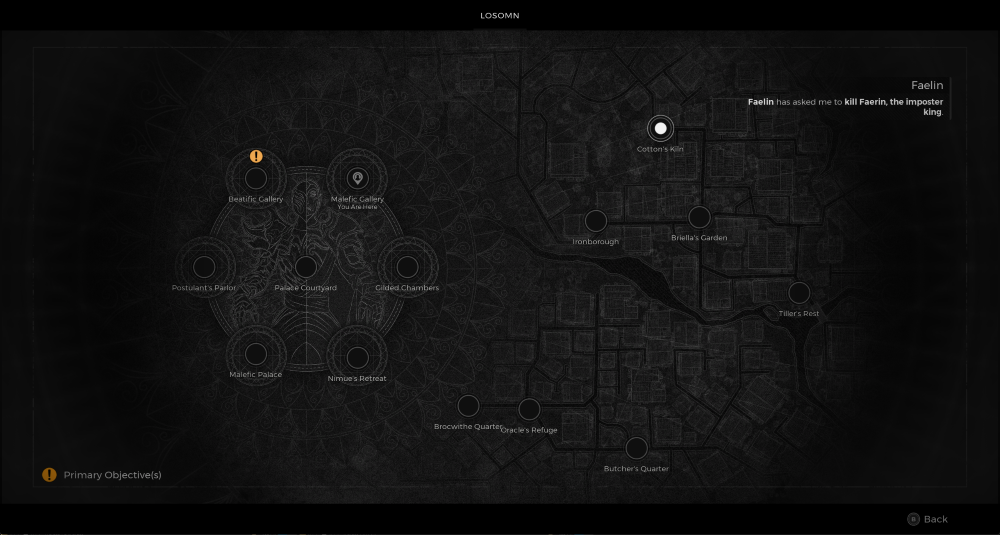 LOSOMN
Faelin
Faelin has asked me to kill Faerin, the imposter
king.
Cotton's Kiln
Beatific Gallery
Malefic Gallery
You Are Here
Ironborough
Briella's Garden
Postulant's Parlor
Palace Courtyard
Gilded Chambers
Tiller's Rest
Malefic Palace
Nimue's Retreat
Brocwithe Quarter
Oracle's Refuge
Butcher's Quarter
Primary Objective(s)
B Back